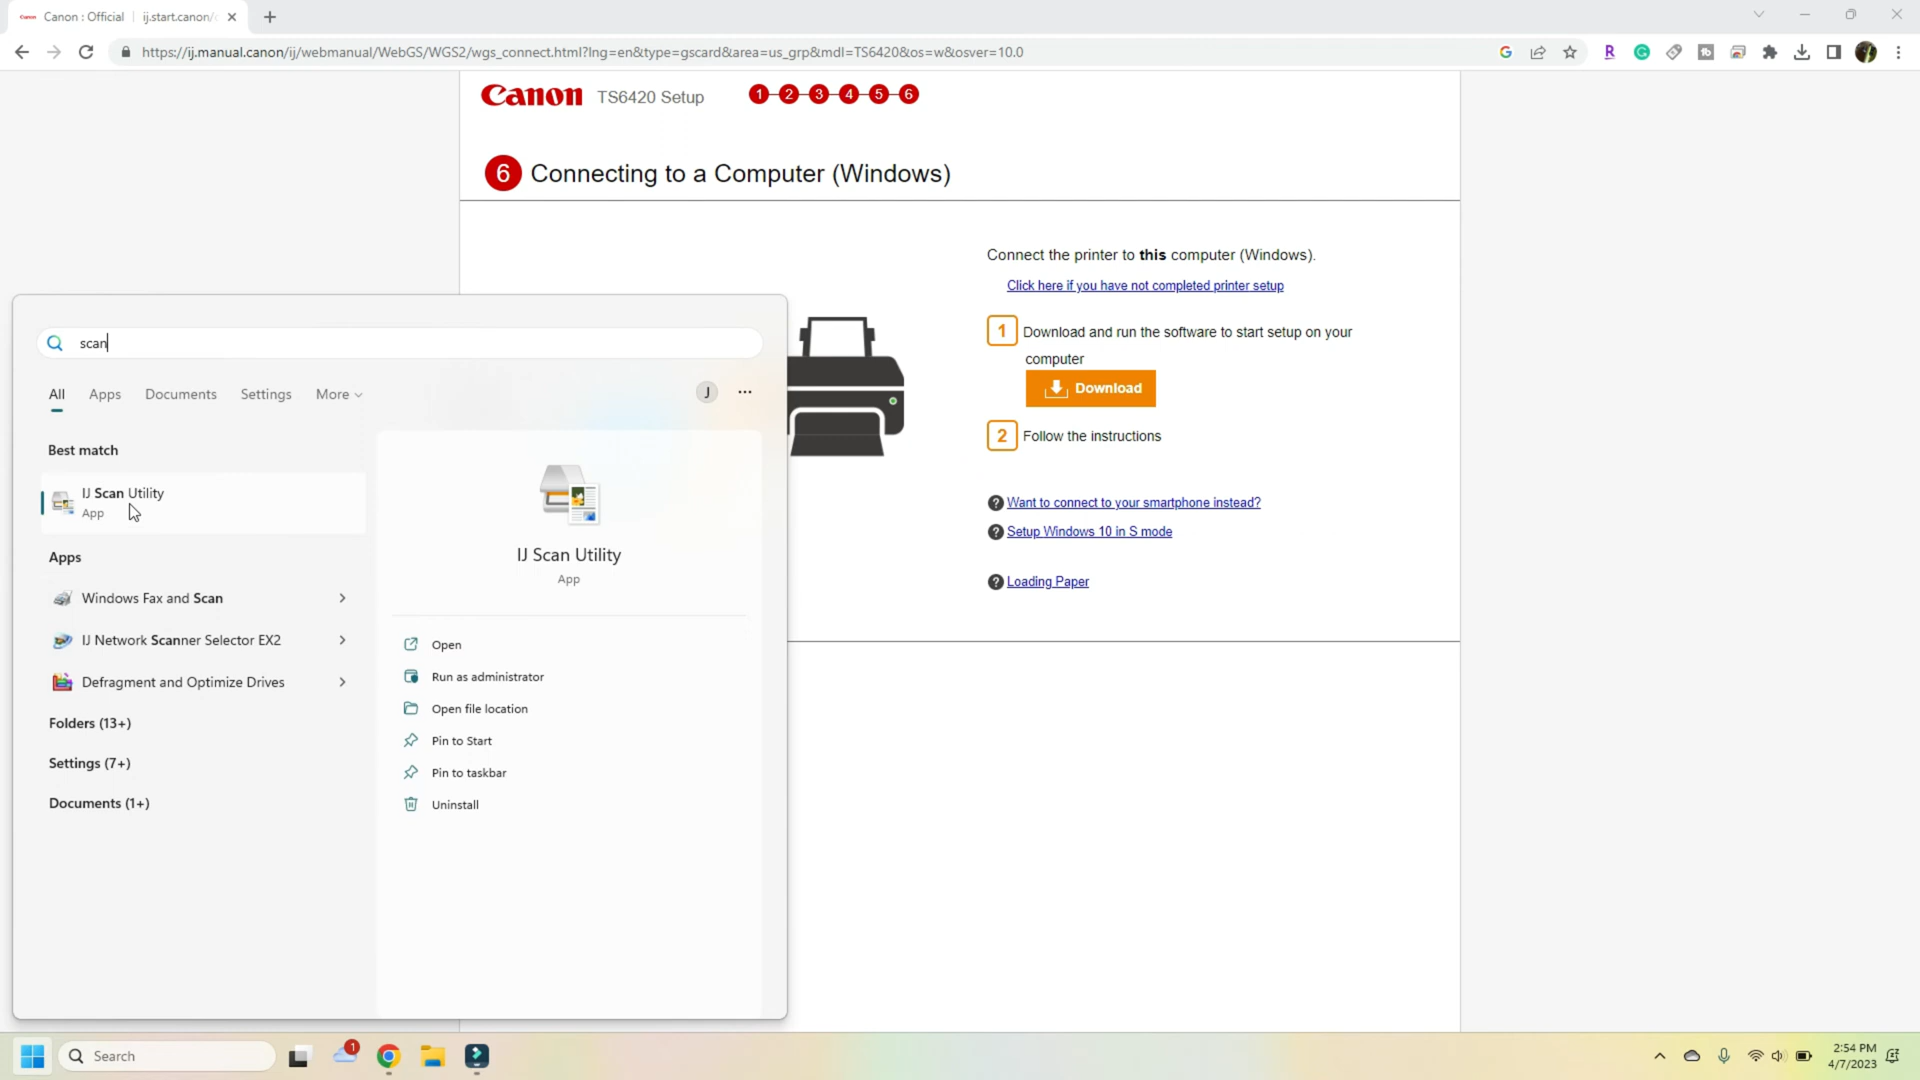 Canon
Canon : Official
ij.start.canon/
https://ij.manual.canon/ij/webmanual/WebGS/WGS2/wgs_connect.html?lng=en&type=gscard&area=us_grp&mdl=TS6420&os=w&osver=10.0
G
R
Canon TS6420 Setup
1 2 3 4 5 6
6 Connecting to a Computer (Windows)
Connect the printer to this computer (Windows).
Click here if you have not completed printer setup
1 Download and run the software to start setup on your
computer
Download
2 Follow the instructions
? Want to connect to your smartphone instead?
? Setup Windows 10 in S mode
? Loading Paper
scan
All Apps Documents Settings More
J
Best match
IJ Scan Utility
App
Apps
Windows Fax and Scan
IJ Network Scanner Selector EX2
Defragment and Optimize Drives
Folders (13+)
Settings (7+)
Documents (1+)
IJ Scan Utility
App
Open
Run as administrator
Open file location
Pin to Start
Pin to taskbar
Uninstall
Search
1
2:54 PM
4/7/2023